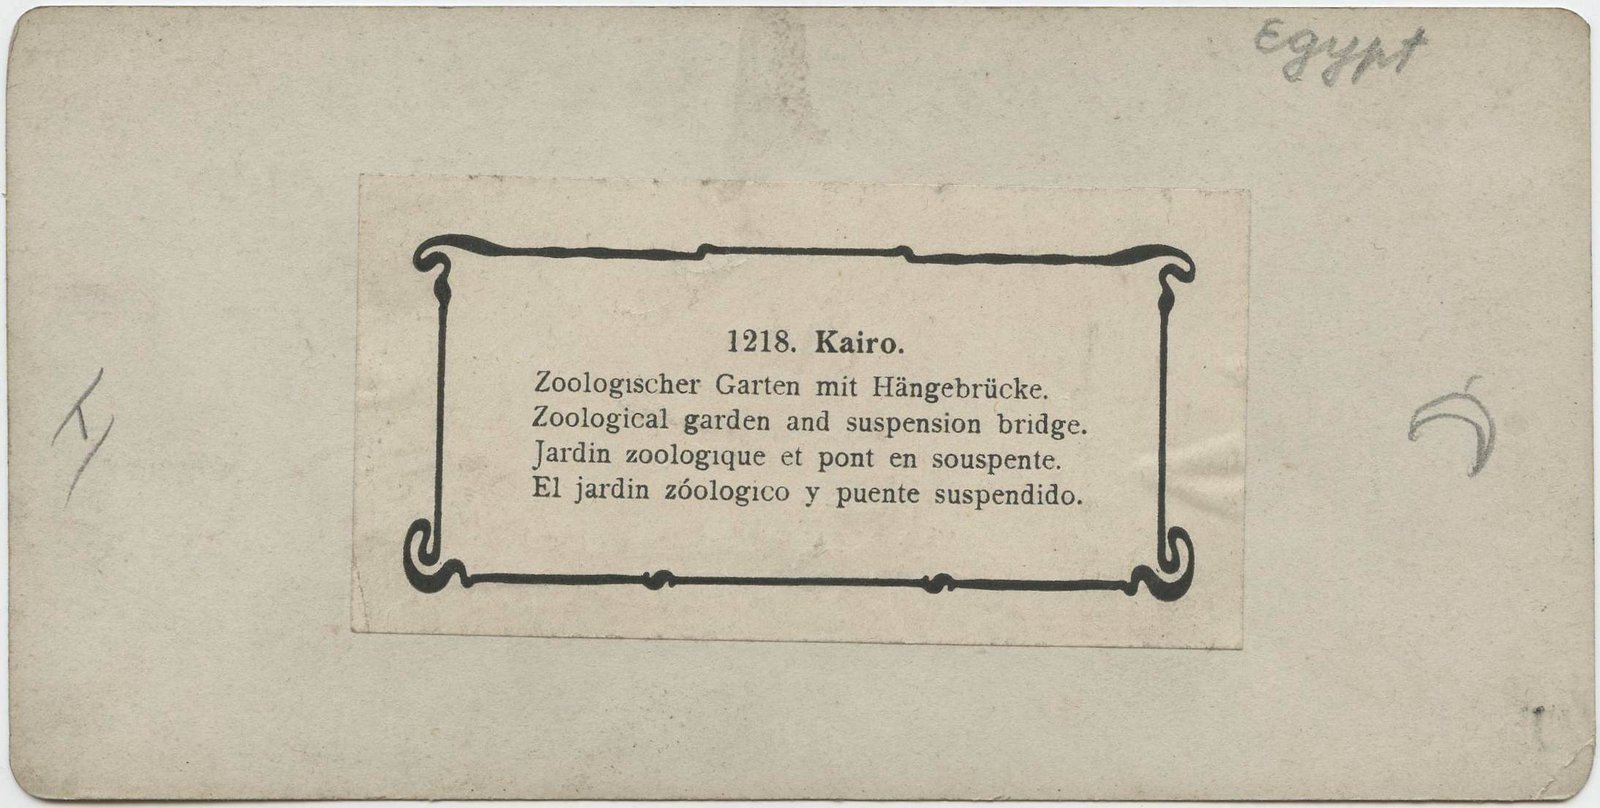 Egypt
1218. Kairo.
Zoologischer Garten mit Hängebrücke.
Zoological garden and suspension bridge.
Jardin zoologique et pont en souspente.
El jardin zóologico y puente suspendido.